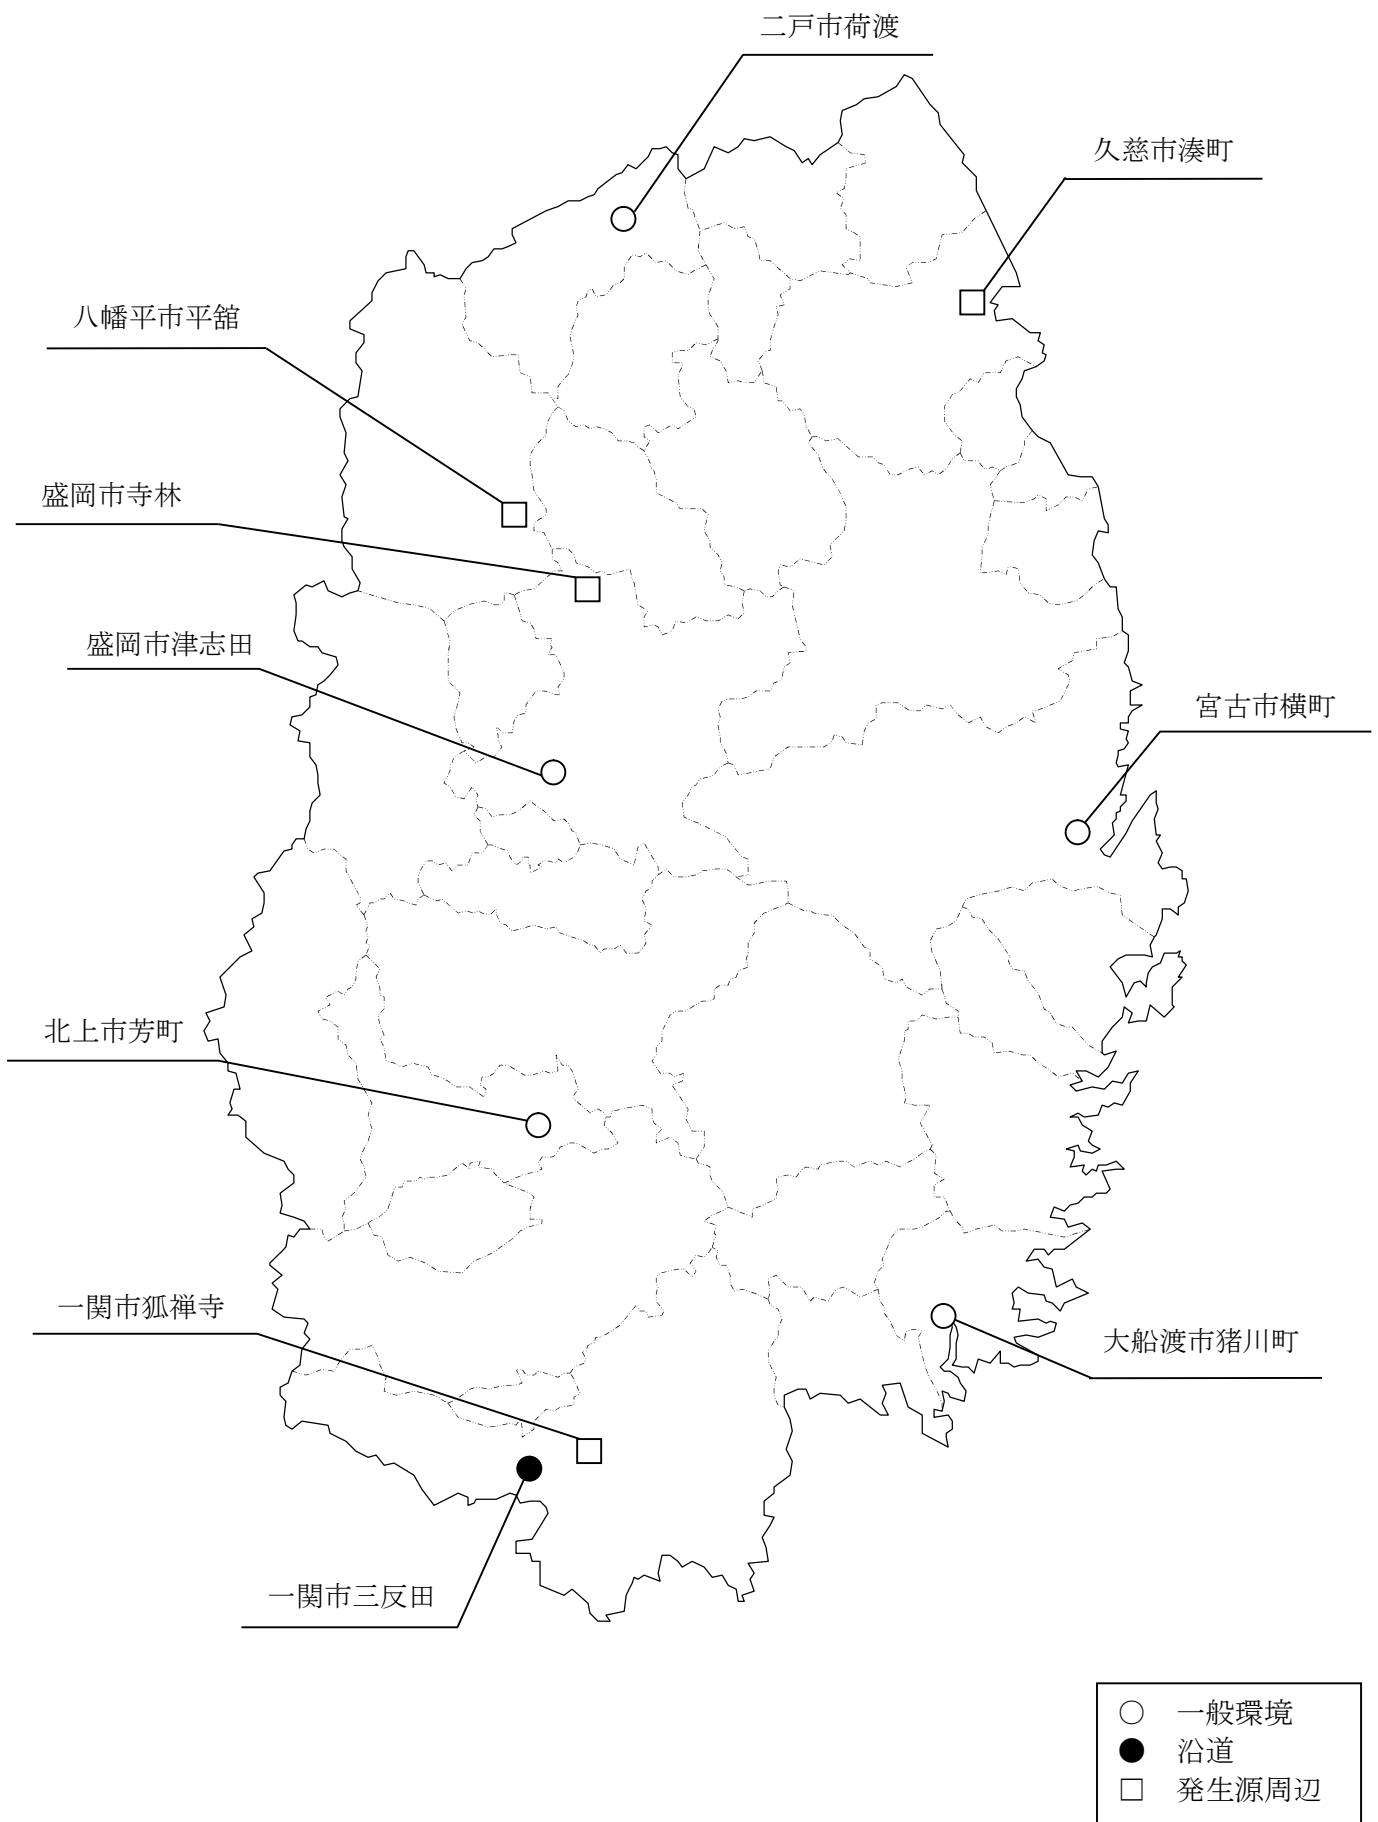 二戸市荷渡
久慈市湊町
八幡平市平舘
盛岡市寺林
盛岡市津志田
宮古市横町
北上市芳町
一関市狐禅寺
大船渡市猪川町
一関市三反田
○ 一般環境
● 沿道
□ 発生源周辺